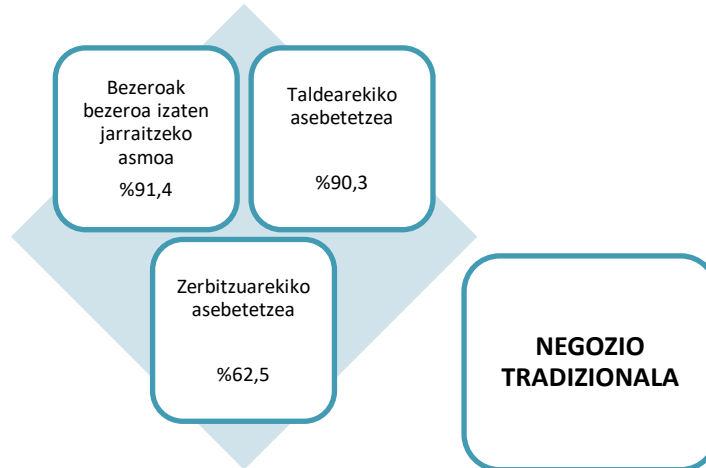 Bezeroak
bezeroa izaten
jarraitzeko
asmoa
%91,4
Taldearekiko
asebetetzea
%90,3
Zerbitzuarekiko
asebetetzea
%62,5
NEGOZIO
TRADIZIONALA